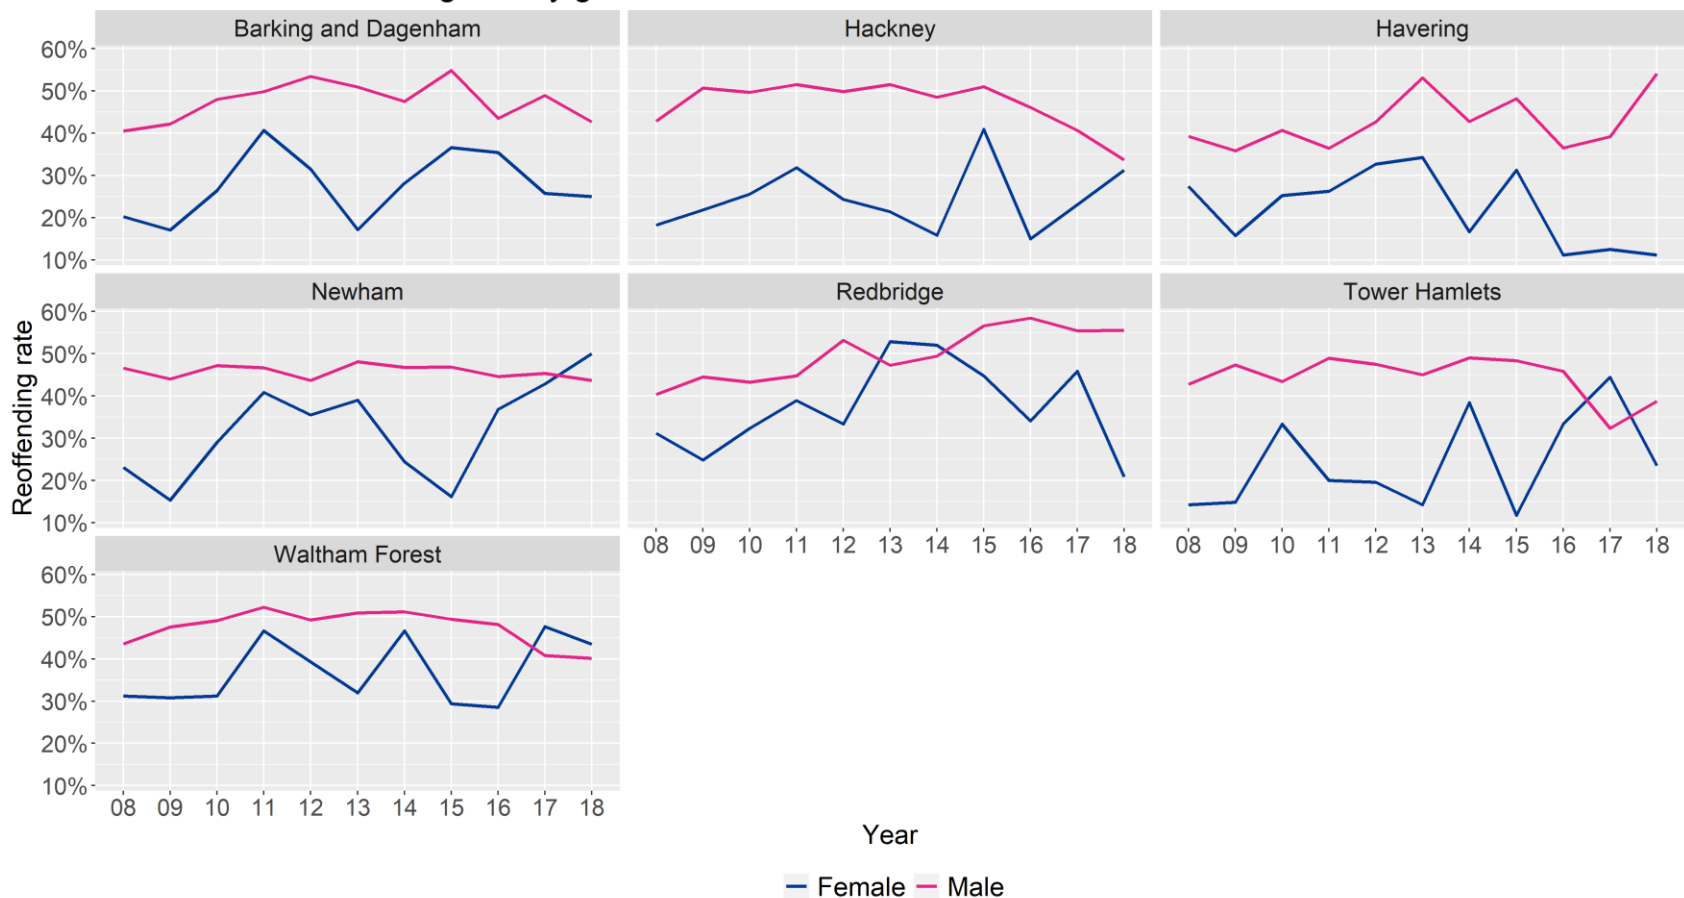 Barking and Dagenham
Hackney
Havering
60%
50%
40%
30%
20%
10%
Newham
Redbridge
Tower Hamlets
60%
50%
40%
30%
20%
10%
08 09 10 11 12 13 14 15 16 17 18
08 09 10 11 12 13 14 15 16 17 18
Waltham Forest
60%
50%
40%
30%
20%
10%
08 09 10 11 12 13 14 15 16 17 18
Reoffending rate
Year
Female Male